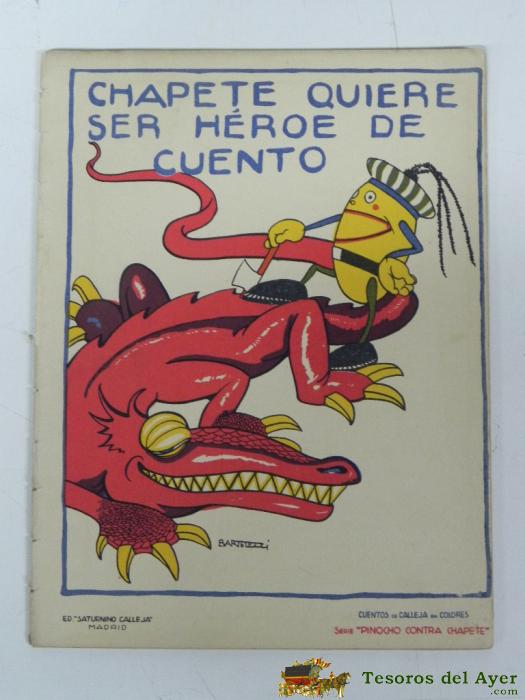 CHAPETE QUIERE
SER HÉROE DE
CUENTO
BARTOLOZZI
ED. "SATURNINO CALLEJA"
MADRID
CUENTOS DE CALLEJA EN COLORES
SERIE "PINOCHO CONTRA CHAPETE"
Tesoros del Ayer
.com